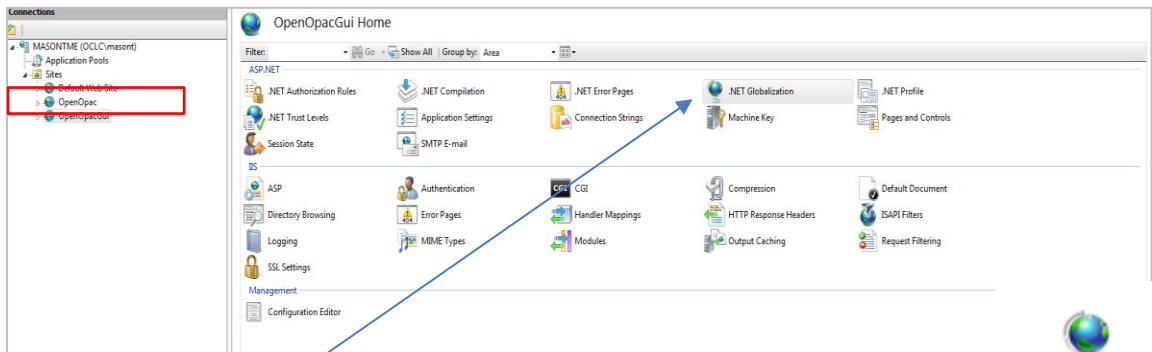 Connections
MASONTME (OCLC\masont)
Application Pools
Sites
Default Web Site
OpenOpac
OpenOpacGui
OpenOpacGui Home
Filter: Go Show All Group by: Area
ASP.NET
.NET Authorization Rules .NET Compilation .NET Error Pages .NET Globalization .NET Profile
.NET Trust Levels Application Settings Connection Strings Machine Key Pages and Controls
Session State SMTP E-mail
IIS
ASP Authentication CGI CGI Compression Default Document
Directory Browsing 404 Error Pages Handler Mappings HTTP Response Headers ISAPI Filters
Logging MIME Types Modules Output Caching Request Filtering
SSL Settings
Management
Configuration Editor